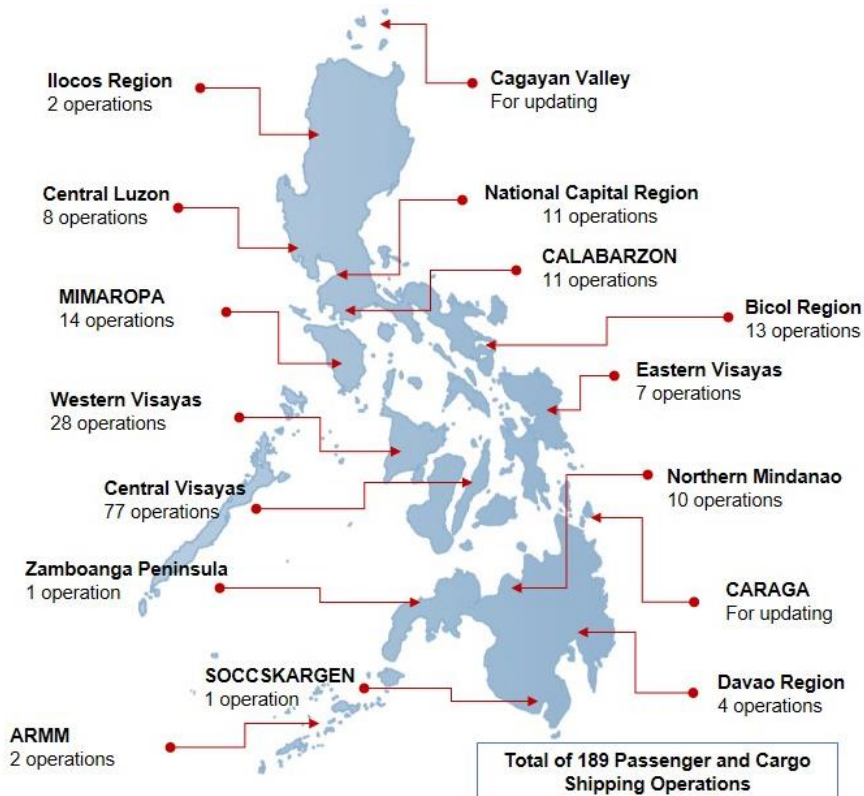 Ilocos Region
2 operations
Cagayan Valley
For updating
Central Luzon
8 operations
National Capital Region
11 operations
CALABARZON
11 operations
MIMAROPA
14 operations
Bicol Region
13 operations
Eastern Visayas
7 operations
Western Visayas
28 operations
Northern Mindanao
10 operations
Central Visayas
77 operations
Zamboanga Peninsula
1 operation
CARAGA
For updating
SOCCSKARGEN
1 operation
Davao Region
4 operations
ARMM
2 operations
Total of 189 Passenger and Cargo
Shipping Operations